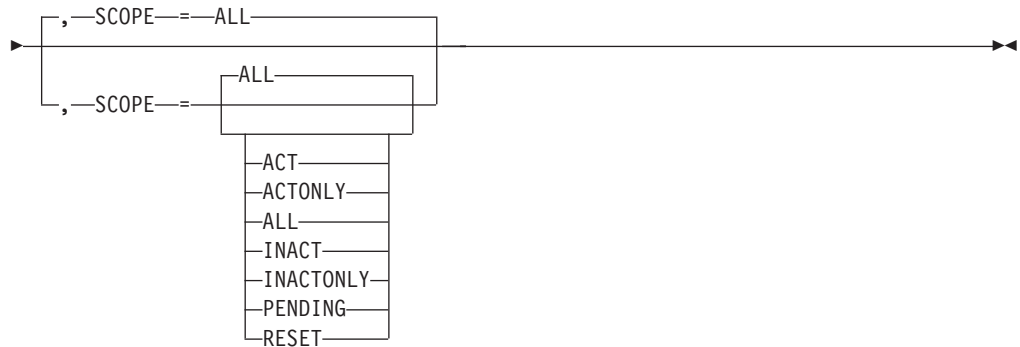 , SCOPE = ALL
ALL
, SCOPE =
ACT
ACTONLY
ALL
INACT
INACTONLY
PENDING
RESET